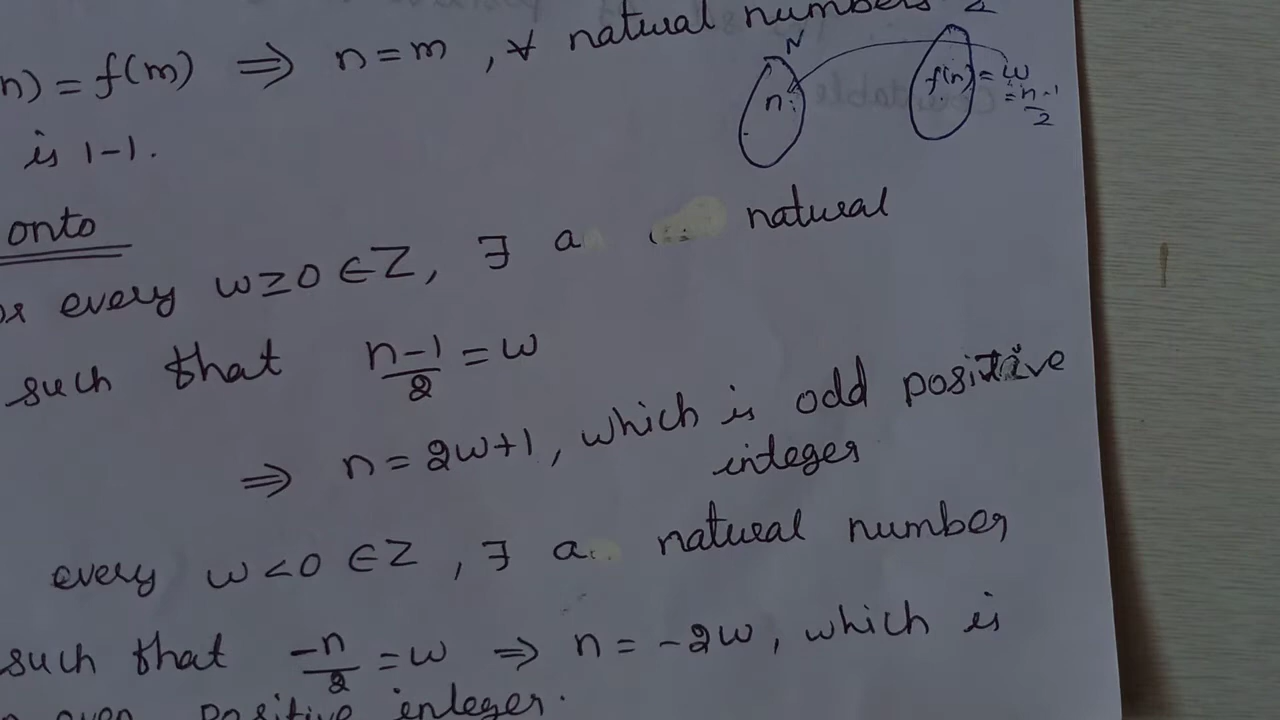 n) = f(m) ⇒ n = m , ∀ natural numbers
is 1-1.
N
n
f(n) = w
= n-1/2
onto
every w ≥ 0 ∈ Z, ∃ a natural
such that n-1/2 = w
⇒ n = 2w+1, which is odd positive
integer
every w < 0 ∈ Z, ∃ a natural number
such that -n/2 = w ⇒ n = -2w, which is
even positive integer.